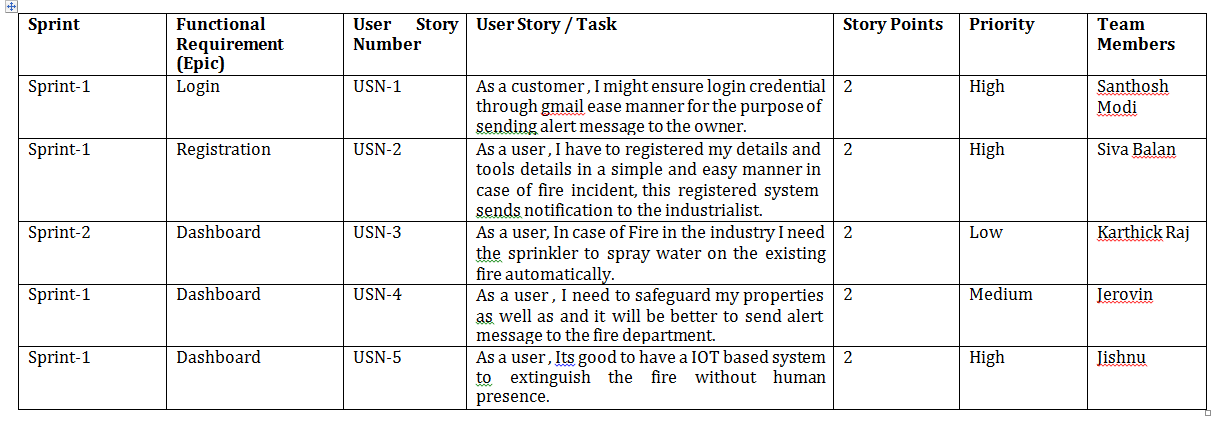 Sprint Functional Requirement (Epic) User Story Number User Story / Task Story Points Priority Team Members
Sprint-1 Login USN-1 As a customer , I might ensure login credential 2 High Santhosh
through gmail ease manner for the purpose of Modi
sending alert message to the owner.
Sprint-1 Registration USN-2 As a user , I have to registered my details and 2 High Siva Balan
tools details in a simple and easy manner in
case of fire incident, this registered system
sends notification to the industrialist.
Sprint-2 Dashboard USN-3 As a user, In case of Fire in the industry I need 2 Low Karthick Raj
the sprinkler to spray water on the existing
fire automatically.
Sprint-1 Dashboard USN-4 As a user , I need to safeguard my properties 2 Medium Jerovin
as well as and it will be better to send alert
message to the fire department.
Sprint-1 Dashboard USN-5 As a user , Its good to have a IOT based system 2 High Jishnu
to extinguish the fire without human
presence.